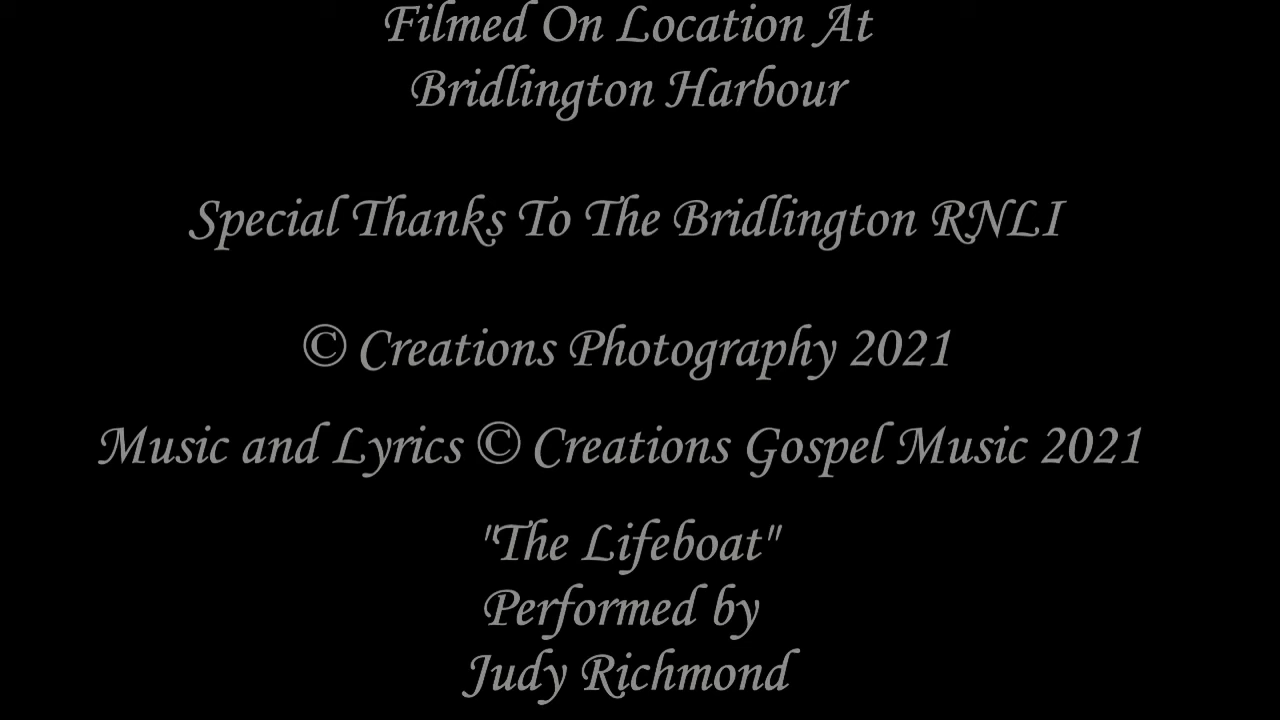 Filmed On Location At
Bridlington Harbour
Special Thanks To The Bridlington RNLI
© Creations Photography 2021
Music and Lyrics © Creations Gospel Music 2021
"The Lifeboat"
Performed by
Judy Richmond